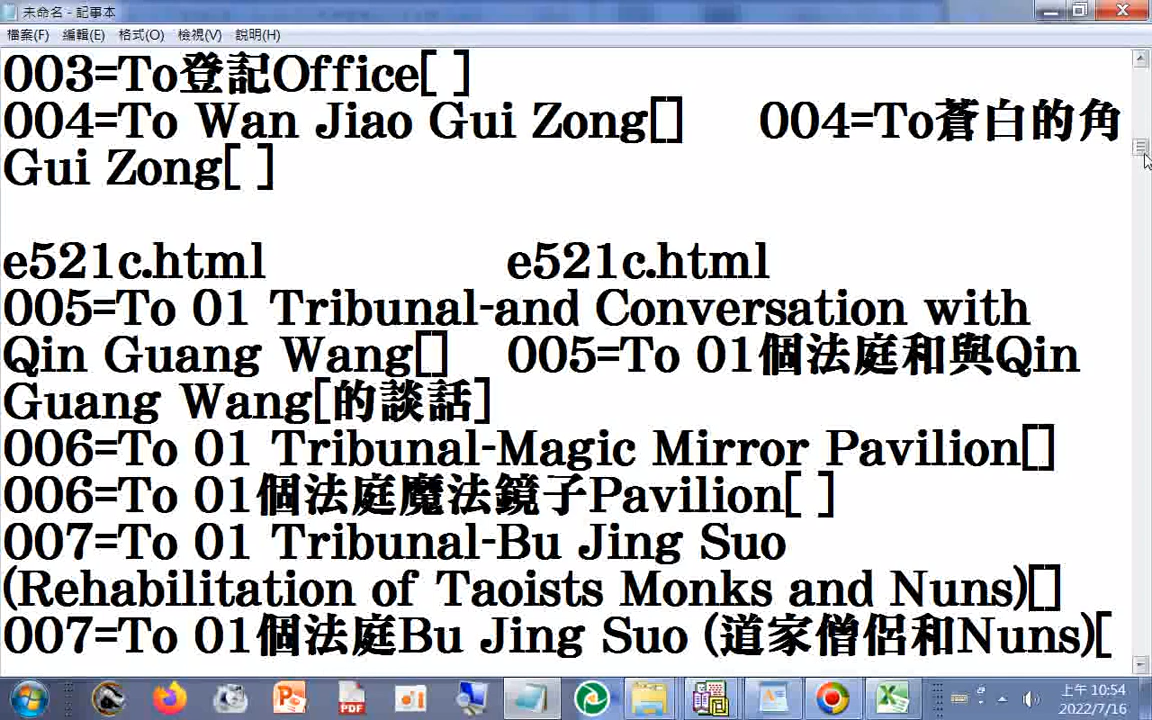 未命名 - 記事本
檔案(F) 編輯(E) 格式(O) 檢視(V) 說明(H)
003=To登記Office[ ]
004=To Wan Jiao Gui Zong[] 004=To蒼白的角
Gui Zong[ ]
e521c.html e521c.html
005=To 01 Tribunal-and Conversation with
Qin Guang Wang[] 005=To 01個法庭和與Qin
Guang Wang[的談話]
006=To 01 Tribunal-Magic Mirror Pavilion[]
006=To 01個法庭魔法鏡子Pavilion[ ]
007=To 01 Tribunal-Bu Jing Suo
(Rehabilitation of Taoists Monks and Nuns)[]
007=To 01個法庭Bu Jing Suo (道家僧侶和Nuns)[
PDF
上午 10:54
2022/7/16